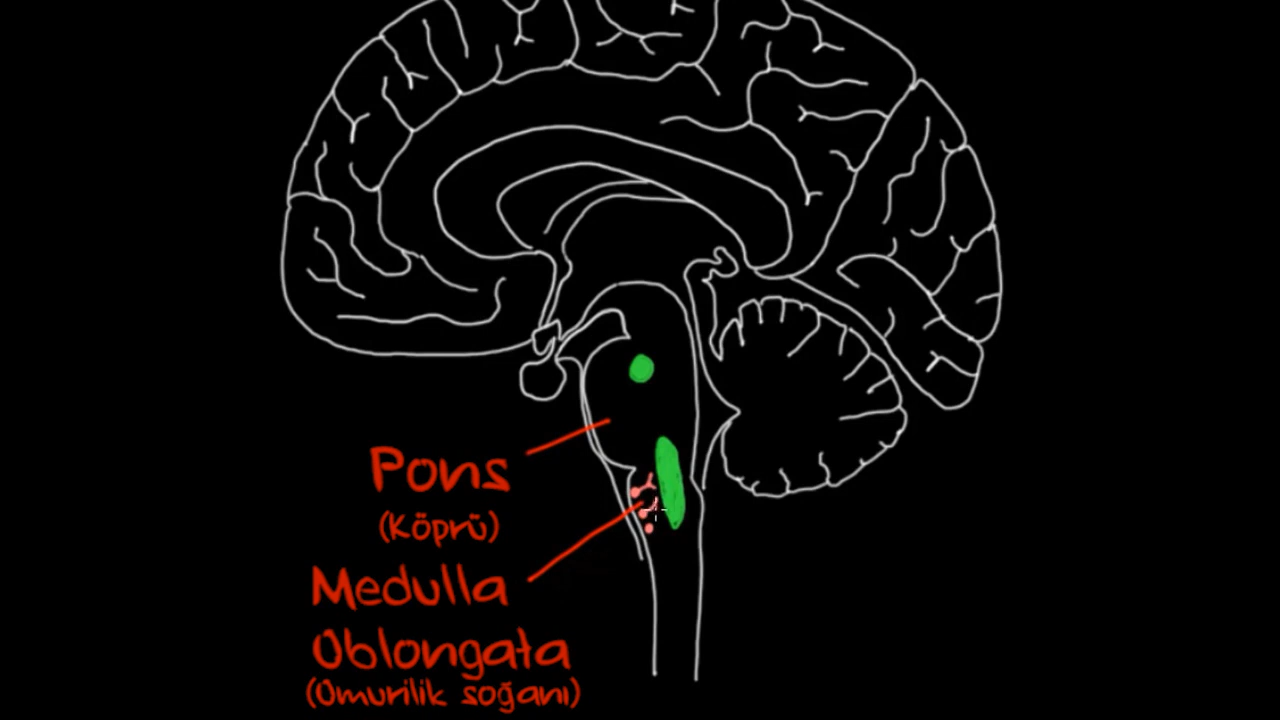 Pons
(Köprü)
Medulla
Oblongata
(Omurilik soğanı)